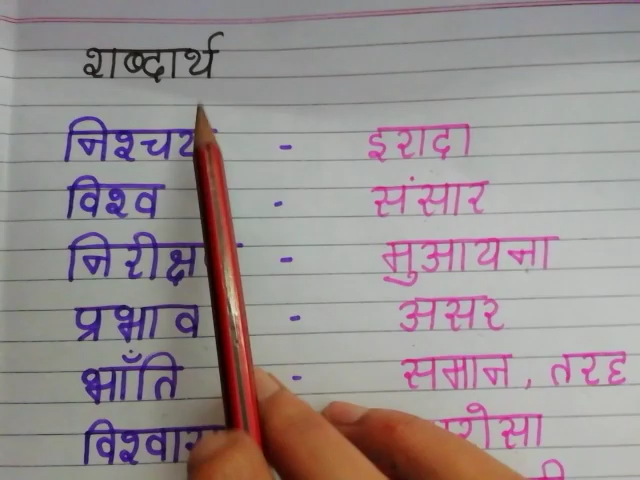 शब्दार्थ
निश्चय - इरादा
विश्व - संसार
निरीक्ष - मुआयना
प्रभाव - असर
भाँति - समान, तरह